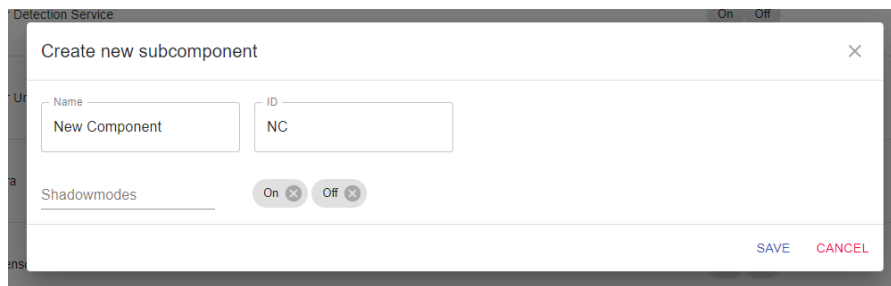 Detection Service On Off
Create new subcomponent
Name ID
New Component NC
Shadowmodes On Off
SAVE CANCEL